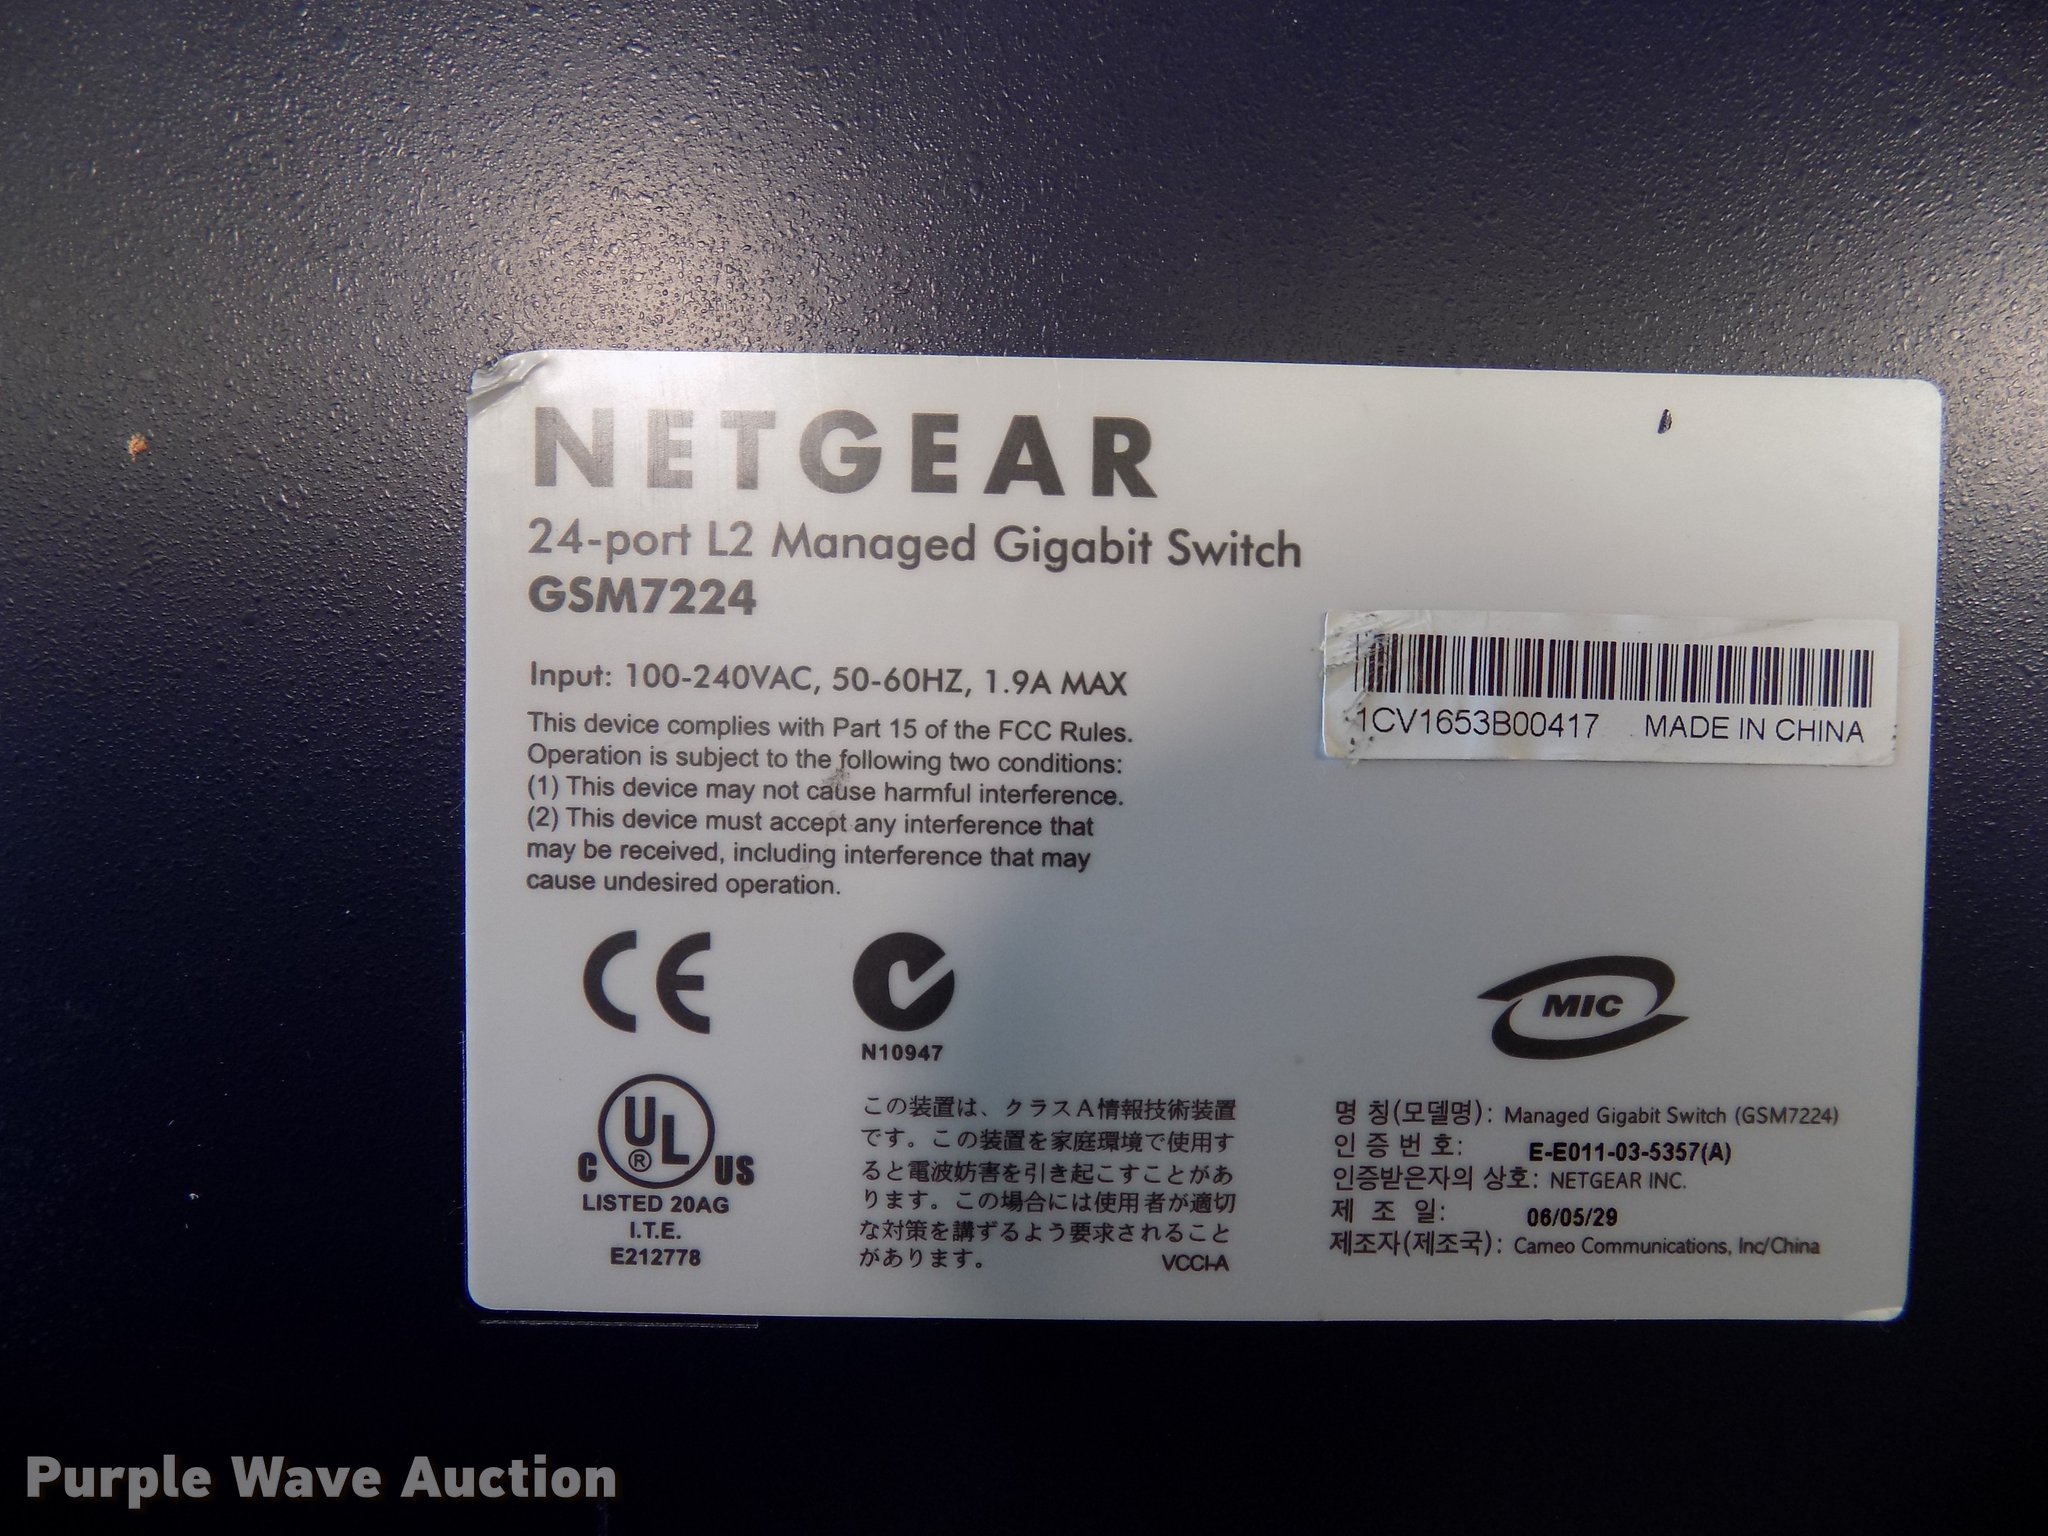 NETGEAR
24-port L2 Managed Gigabit Switch
GSM7224
Input: 100-240VAC, 50-60HZ, 1.9A MAX
This device complies with Part 15 of the FCC Rules.
Operation is subject to the following two conditions:
(1) This device may not cause harmful interference.
(2) This device must accept any interference that
may be received, including interference that may
cause undesired operation.
1CV1653B00417 MADE IN CHINA
CE
N10947
MIC
UL ®
C US
LISTED 20AG
I.T.E.
E212778
この装置は、クラスA情報技術装置
です。この装置を家庭環境で使用す
ると電波妨害を引き起こすことがあ
ります。この場合には使用者が適切
な対策を講ずるよう要求されること
があります。 VCCI-A
명 칭(모델명): Managed Gigabit Switch (GSM7224)
인 증 번 호: E-E011-03-5357(A)
인증받은자의 상호: NETGEAR INC.
제 조 일: 06/05/29
제조자(제조국): Cameo Communications, Inc/China
Purple Wave Auction